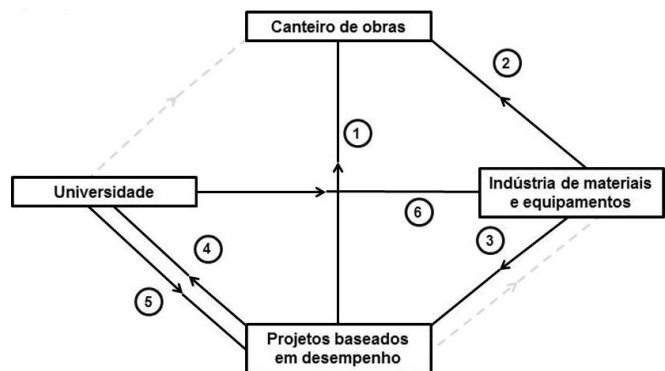 Canteiro de obras
2
1
Universidade
Indústria de materiais
e equipamentos
6
3
4
5
Projetos baseados
em desempenho